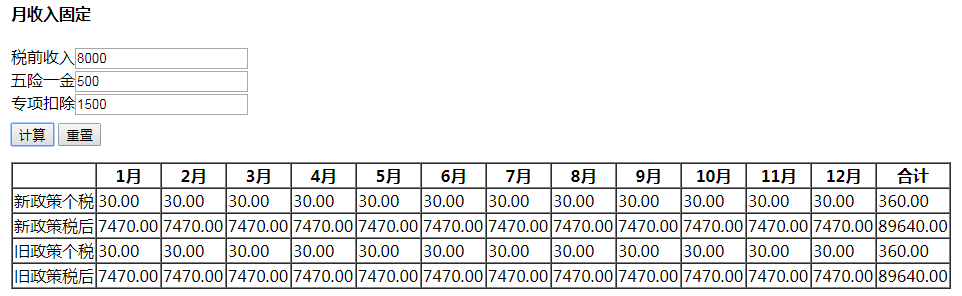 月收入固定
税前收入 8000
五险一金 500
专项扣除 1500
计算 重置
1月 2月 3月 4月 5月 6月 7月 8月 9月 10月 11月 12月 合计
新政策个税 30.00 30.00 30.00 30.00 30.00 30.00 30.00 30.00 30.00 30.00 30.00 30.00 360.00
新政策税后 7470.00 7470.00 7470.00 7470.00 7470.00 7470.00 7470.00 7470.00 7470.00 7470.00 7470.00 7470.00 89640.00
旧政策个税 30.00 30.00 30.00 30.00 30.00 30.00 30.00 30.00 30.00 30.00 30.00 30.00 360.00
旧政策税后 7470.00 7470.00 7470.00 7470.00 7470.00 7470.00 7470.00 7470.00 7470.00 7470.00 7470.00 7470.00 89640.00